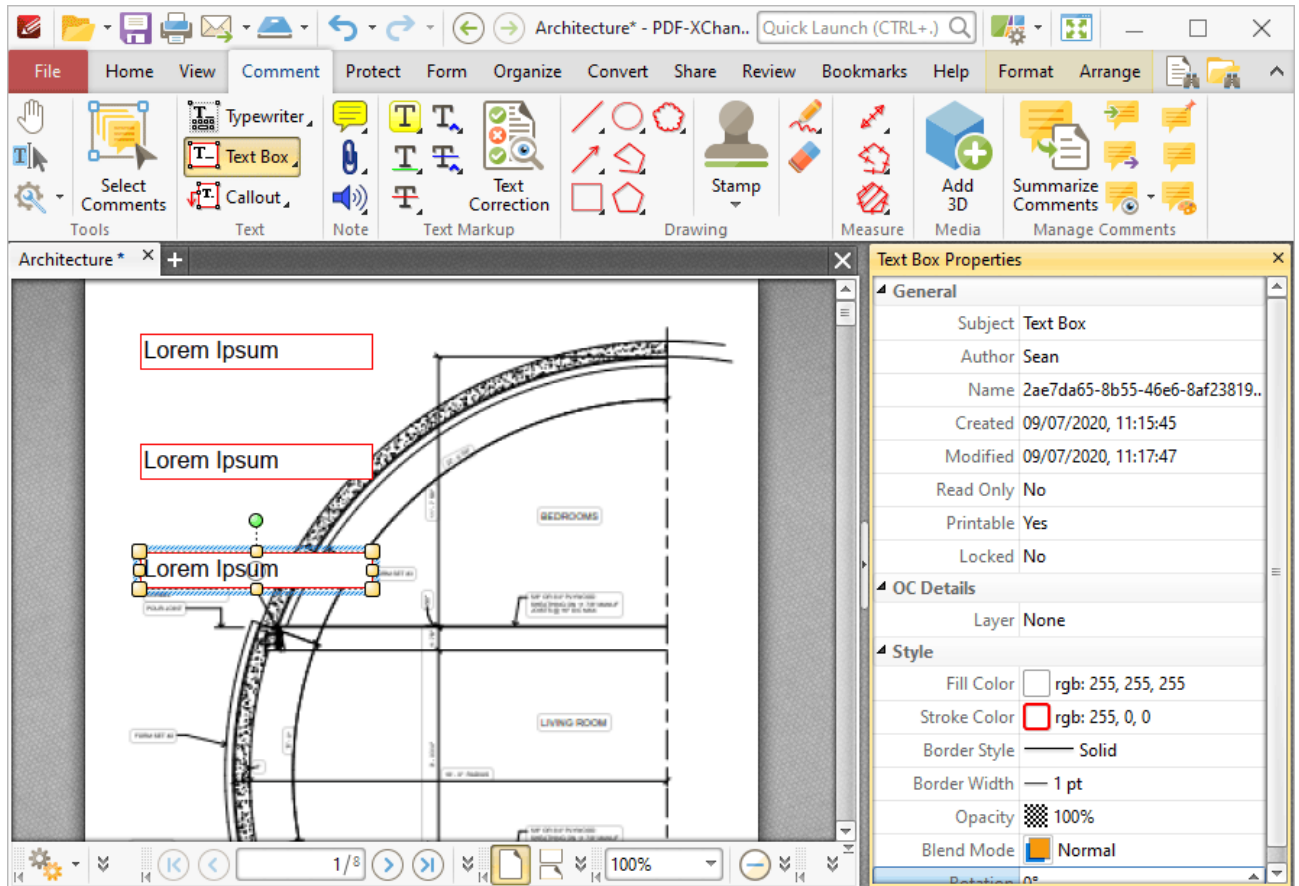 Architecture* - PDF-XChan..
Quick Launch (CTRL+.)
File Home View Comment Protect Form Organize Convert Share Review Bookmarks Help Format Arrange
Select Comments
Tools
Typewriter
Text Box
Callout
Text
Note
Text Correction
Text Markup
Stamp
Drawing
Measure
Add 3D
Media
Summarize Comments
Manage Comments
Architecture *
Text Box Properties
General
Subject Text Box
Author Sean
Name 2ae7da65-8b55-46e6-8af23819..
Created 09/07/2020, 11:15:45
Modified 09/07/2020, 11:17:47
Read Only No
Printable Yes
Locked No
OC Details
Layer None
Style
Fill Color rgb: 255, 255, 255
Stroke Color rgb: 255, 0, 0
Border Style Solid
Border Width 1 pt
Opacity 100%
Blend Mode Normal
Rotation 0°
Lorem Ipsum
Lorem Ipsum
Lorem Ipsum
BEDROOMS
POUR JOINT
LIVING ROOM
1/8
100%